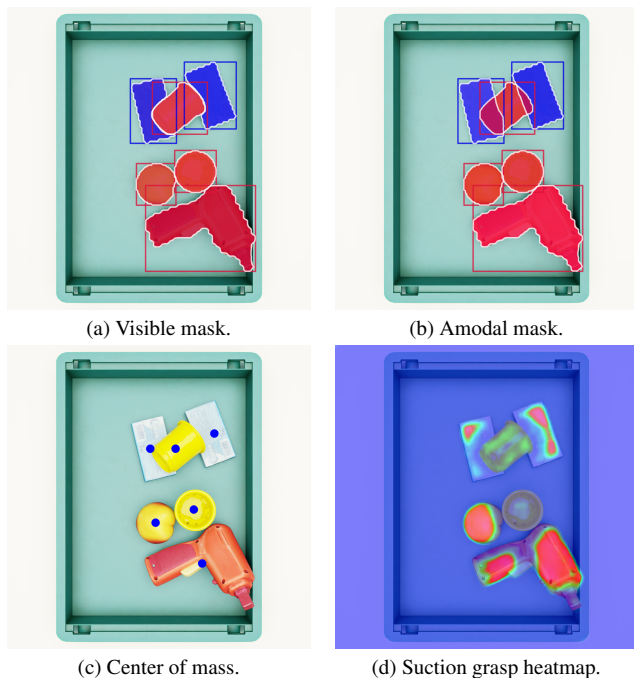 (a) Visible mask.
(b) Amodal mask.
(c) Center of mass.
(d) Suction grasp heatmap.